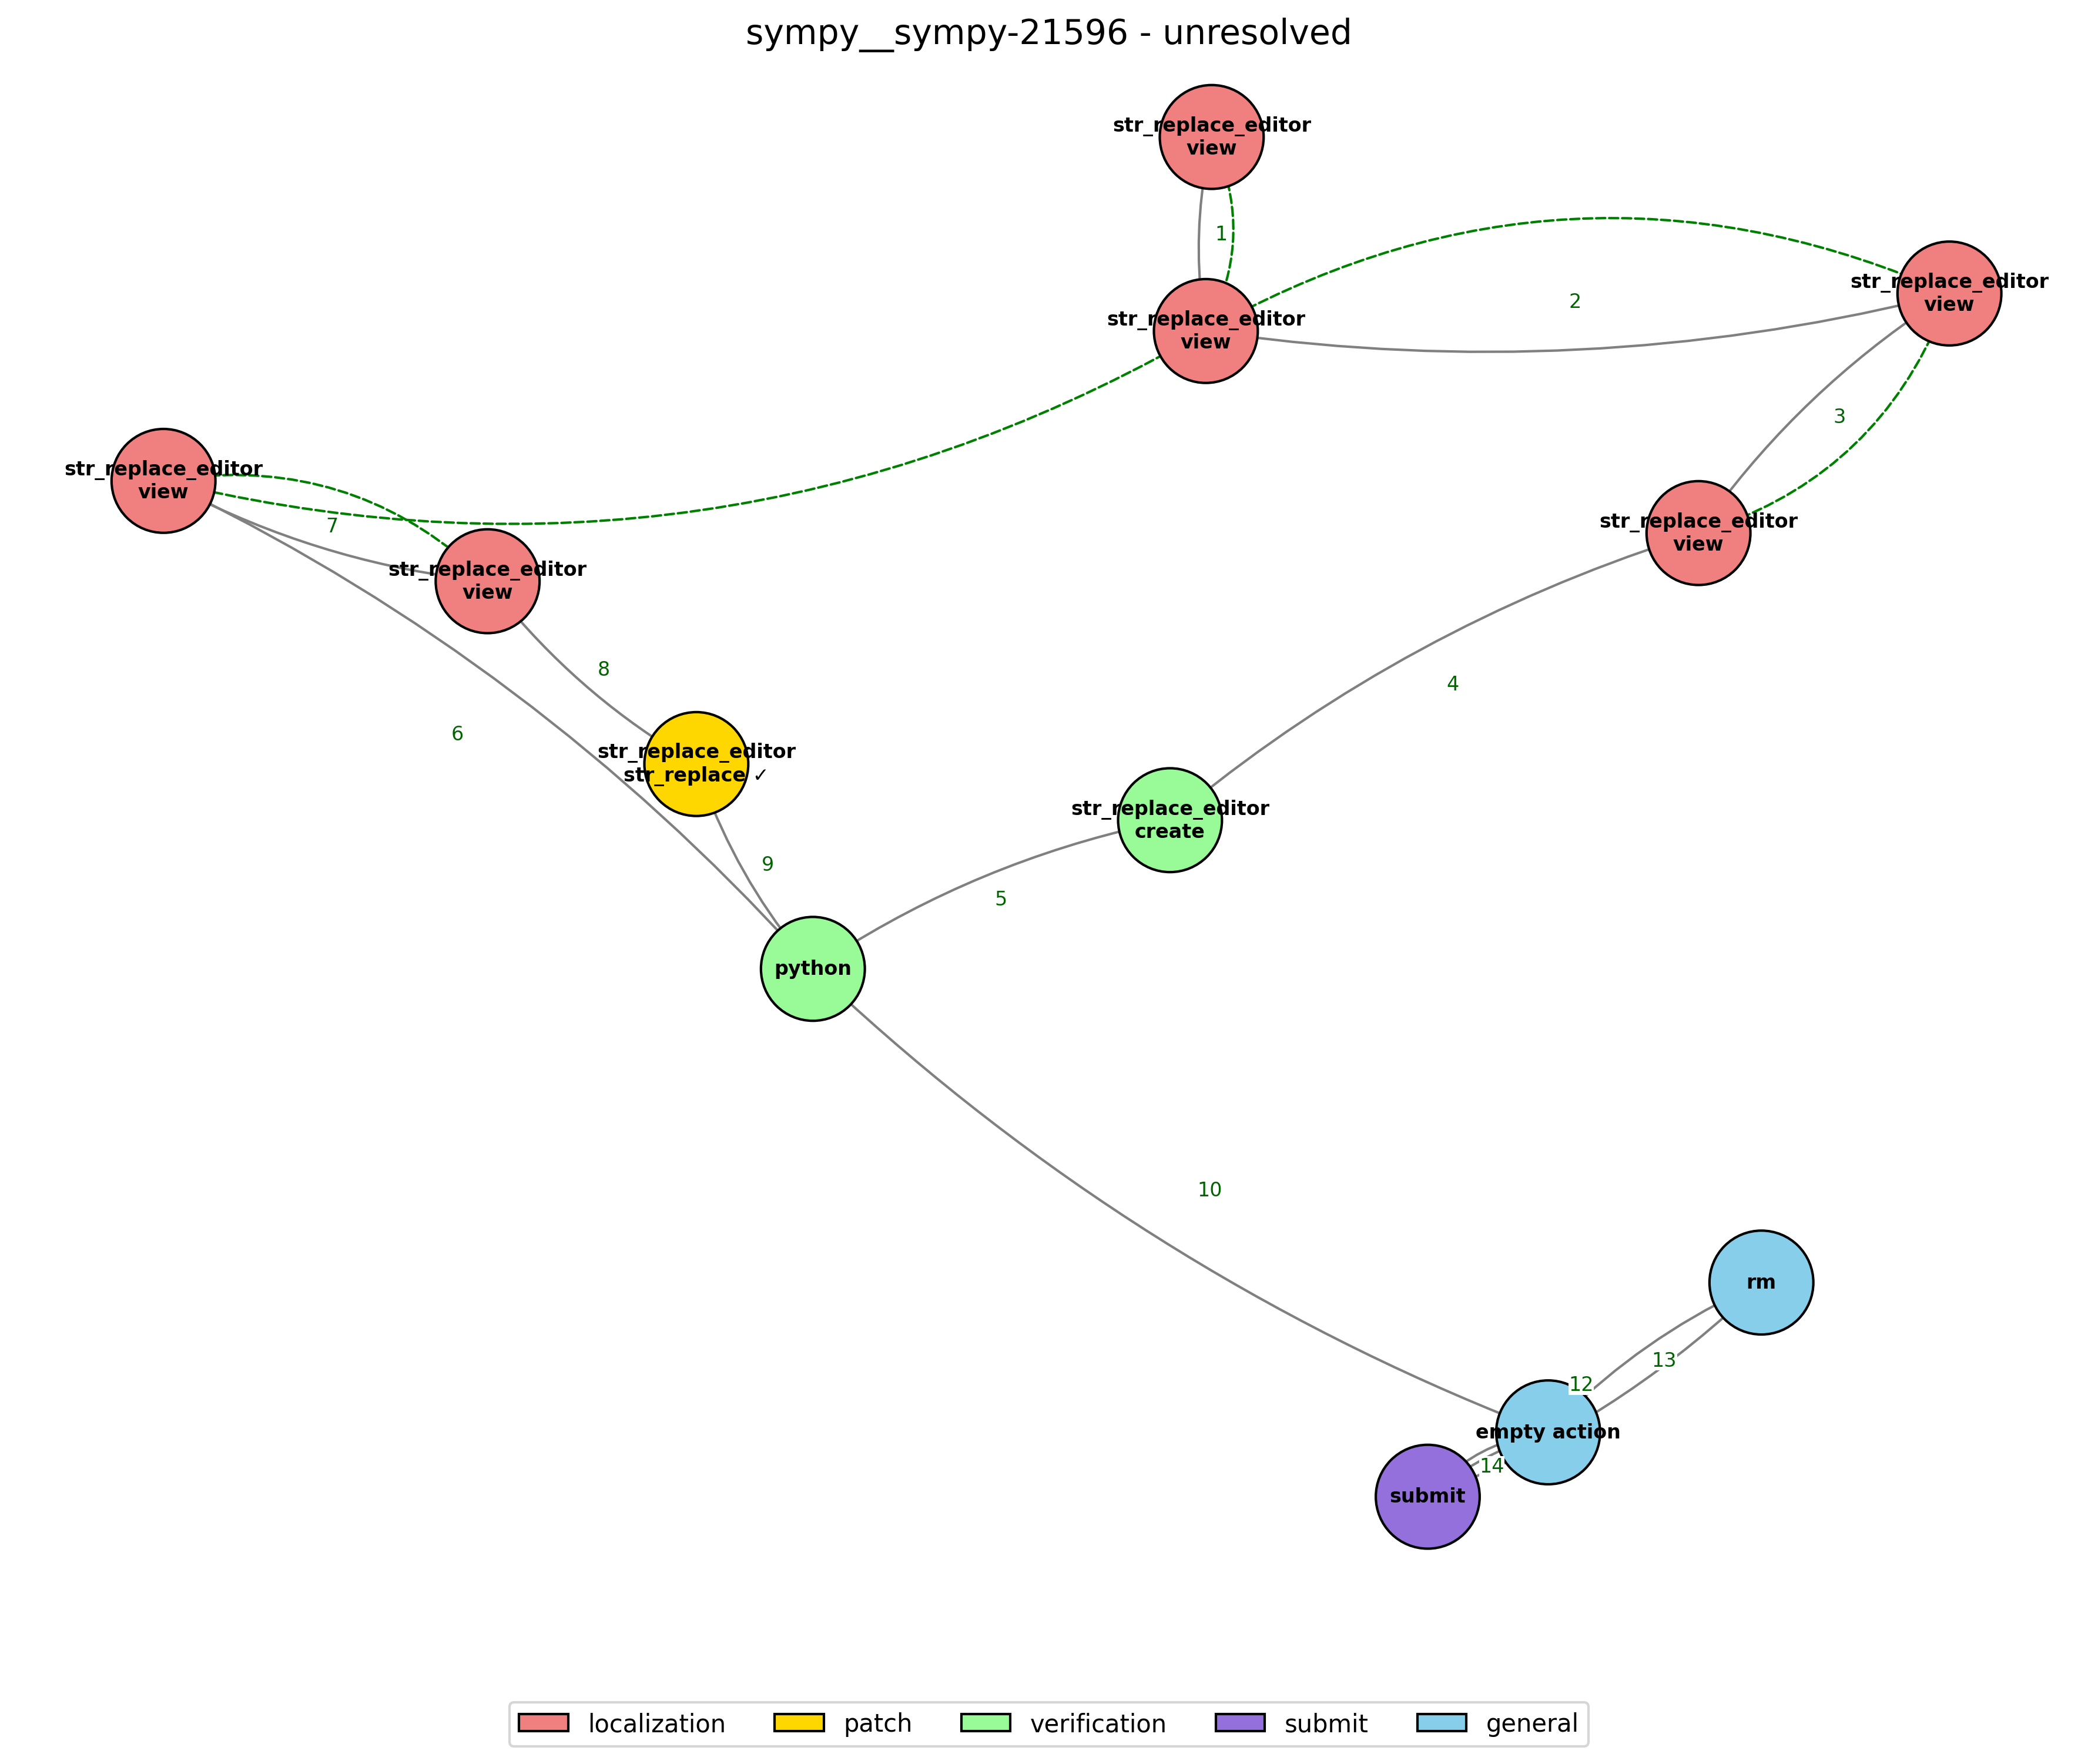 sympy__sympy-21596 - unresolved
str_replace_editor
view
1
str_replace_editor
view
2
str_replace_editor
view
3
str_replace_editor
view
7
str_replace_editor
view
str_replace_editor
view
8
4
6
str_replace_editor
str_replace ✓
str_replace_editor
create
9
5
python
10
rm
13
12
empty action
14
submit
localization
patch
verification
submit
general